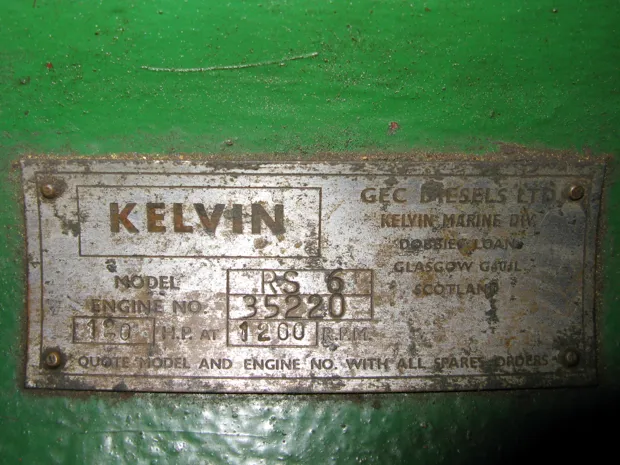 KELVIN
GEC DIESELS LTD.
KELVIN MARINE DIV.
DOBBIES LOAN
GLASGOW
SCOTLAND
MODEL RS 6
ENGINE NO. 35220
H.P. AT 1200 R.P.M.
QUOTE MODEL AND ENGINE NO. WITH ALL SPARES ORDERS